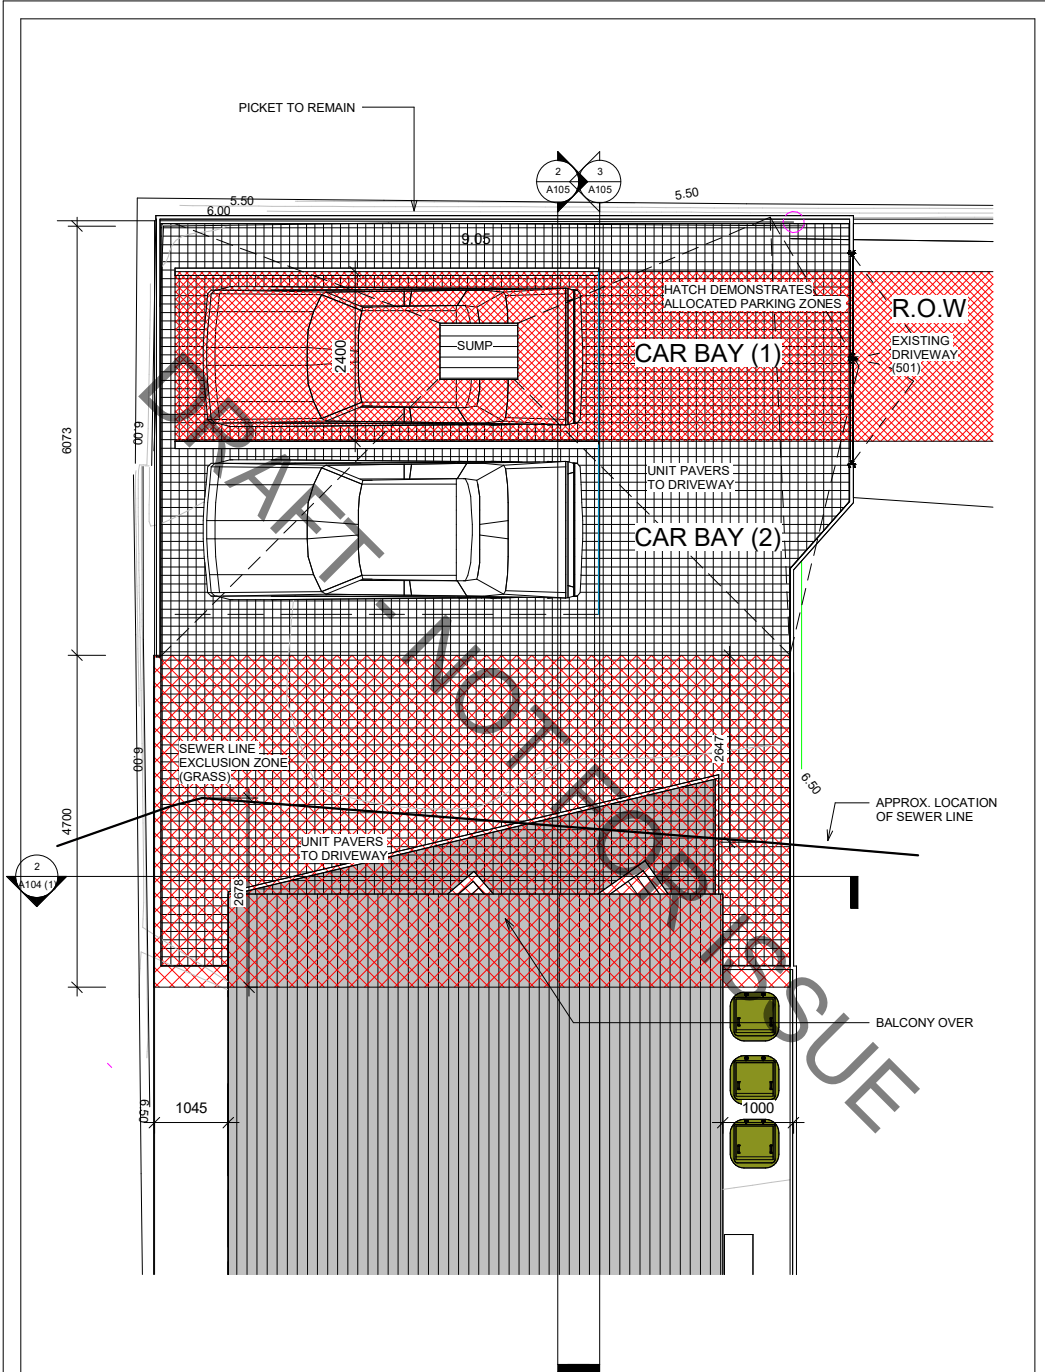 PICKET TO REMAIN
2
A105
3
A105
5.50
6.00
5.50
9.05
HATCH DEMONSTRATES
ALLOCATED PARKING ZONES
R.O.W
EXISTING
DRIVEWAY
(501)
SUMP
CAR BAY (1)
2400
6.00
6073
UNIT PAVERS
TO DRIVEWAY
CAR BAY (2)
DRAFT - NOT FOR ISSUE
SEWER LINE
EXCLUSION ZONE
(GRASS)
2647
6.00
6.50
4700
APPROX. LOCATION
OF SEWER LINE
UNIT PAVERS
TO DRIVEWAY
2
A104 (1)
2678
BALCONY OVER
6.50
1045
1000